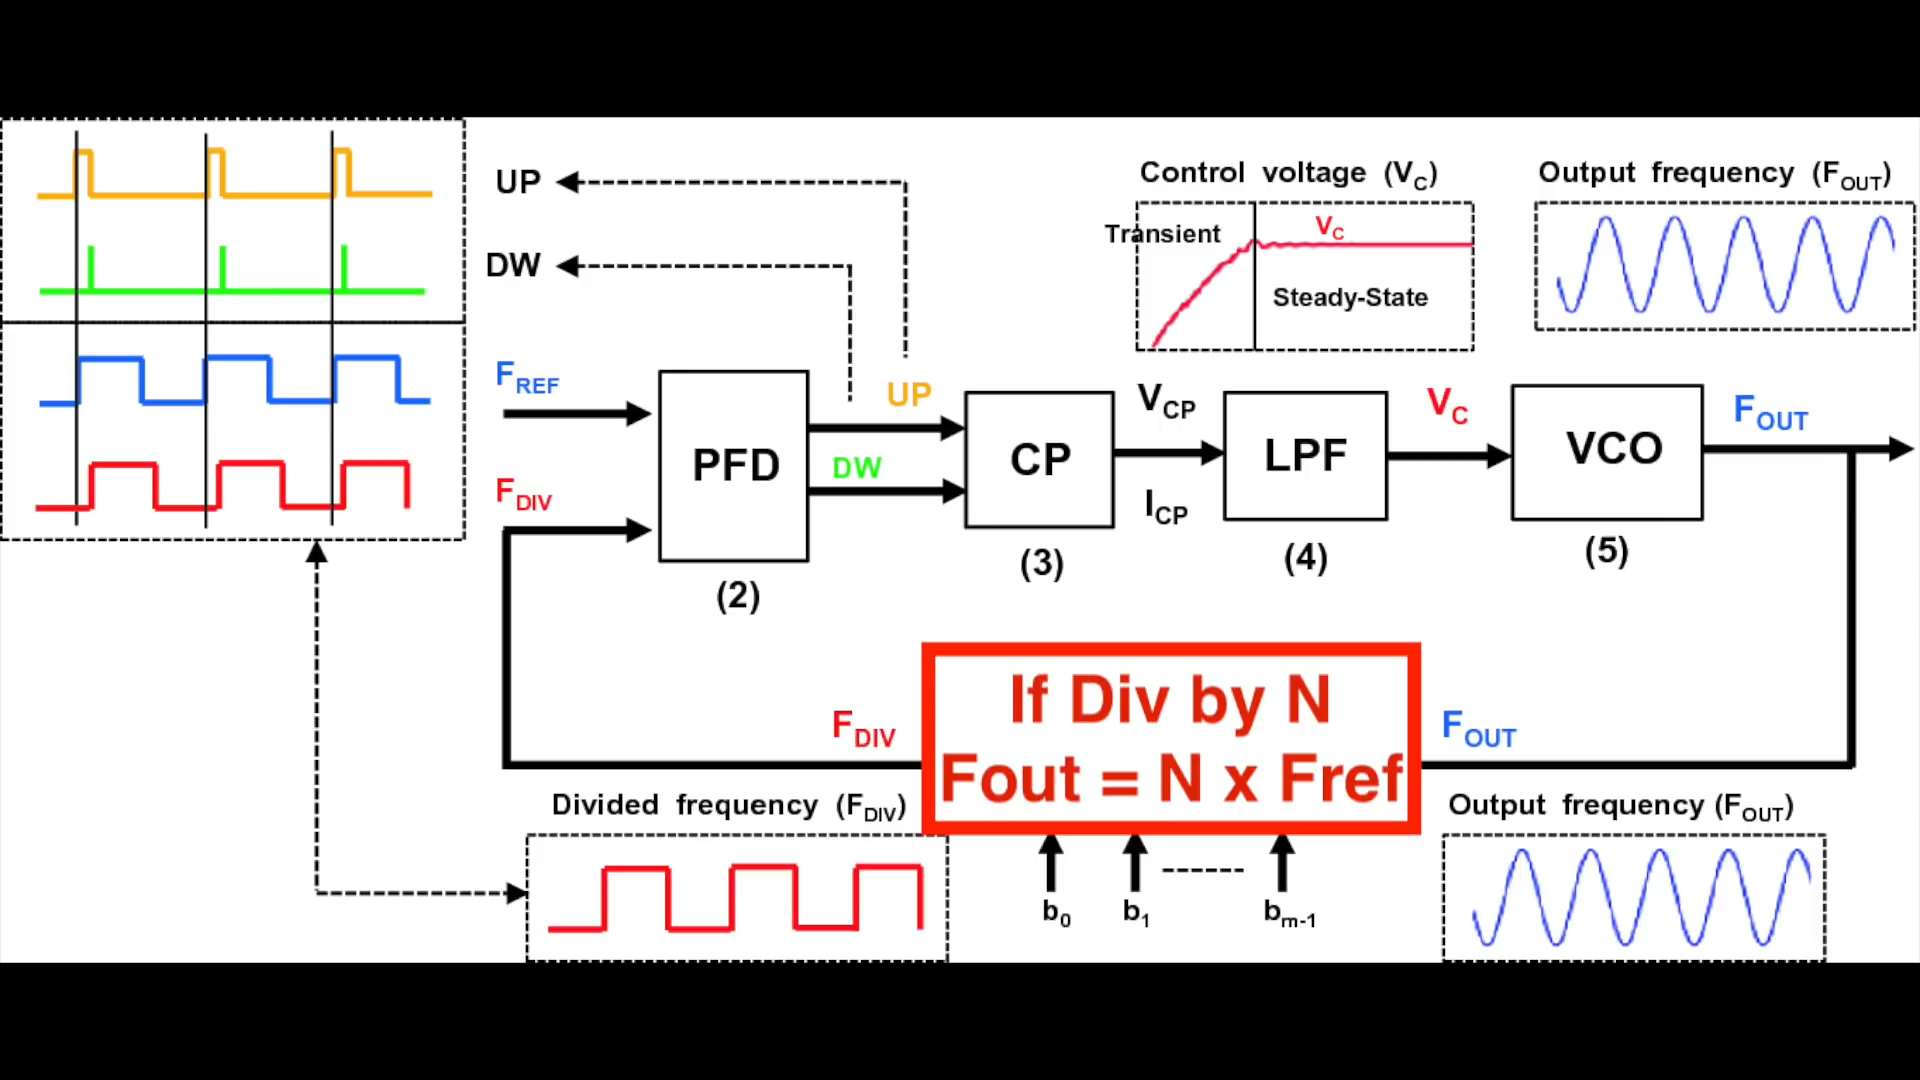 UP
DW
Control voltage (VC)
Transient
VC
Steady-State
Output frequency (FOUT)
FREF
FDIV
PFD
(2)
UP
DW
CP
(3)
VCP
ICP
LPF
(4)
VC
VCO
(5)
FOUT
FDIV
If Div by N
Fout = N x Fref
FOUT
Divided frequency (FDIV)
b0
b1
------
bm-1
Output frequency (FOUT)